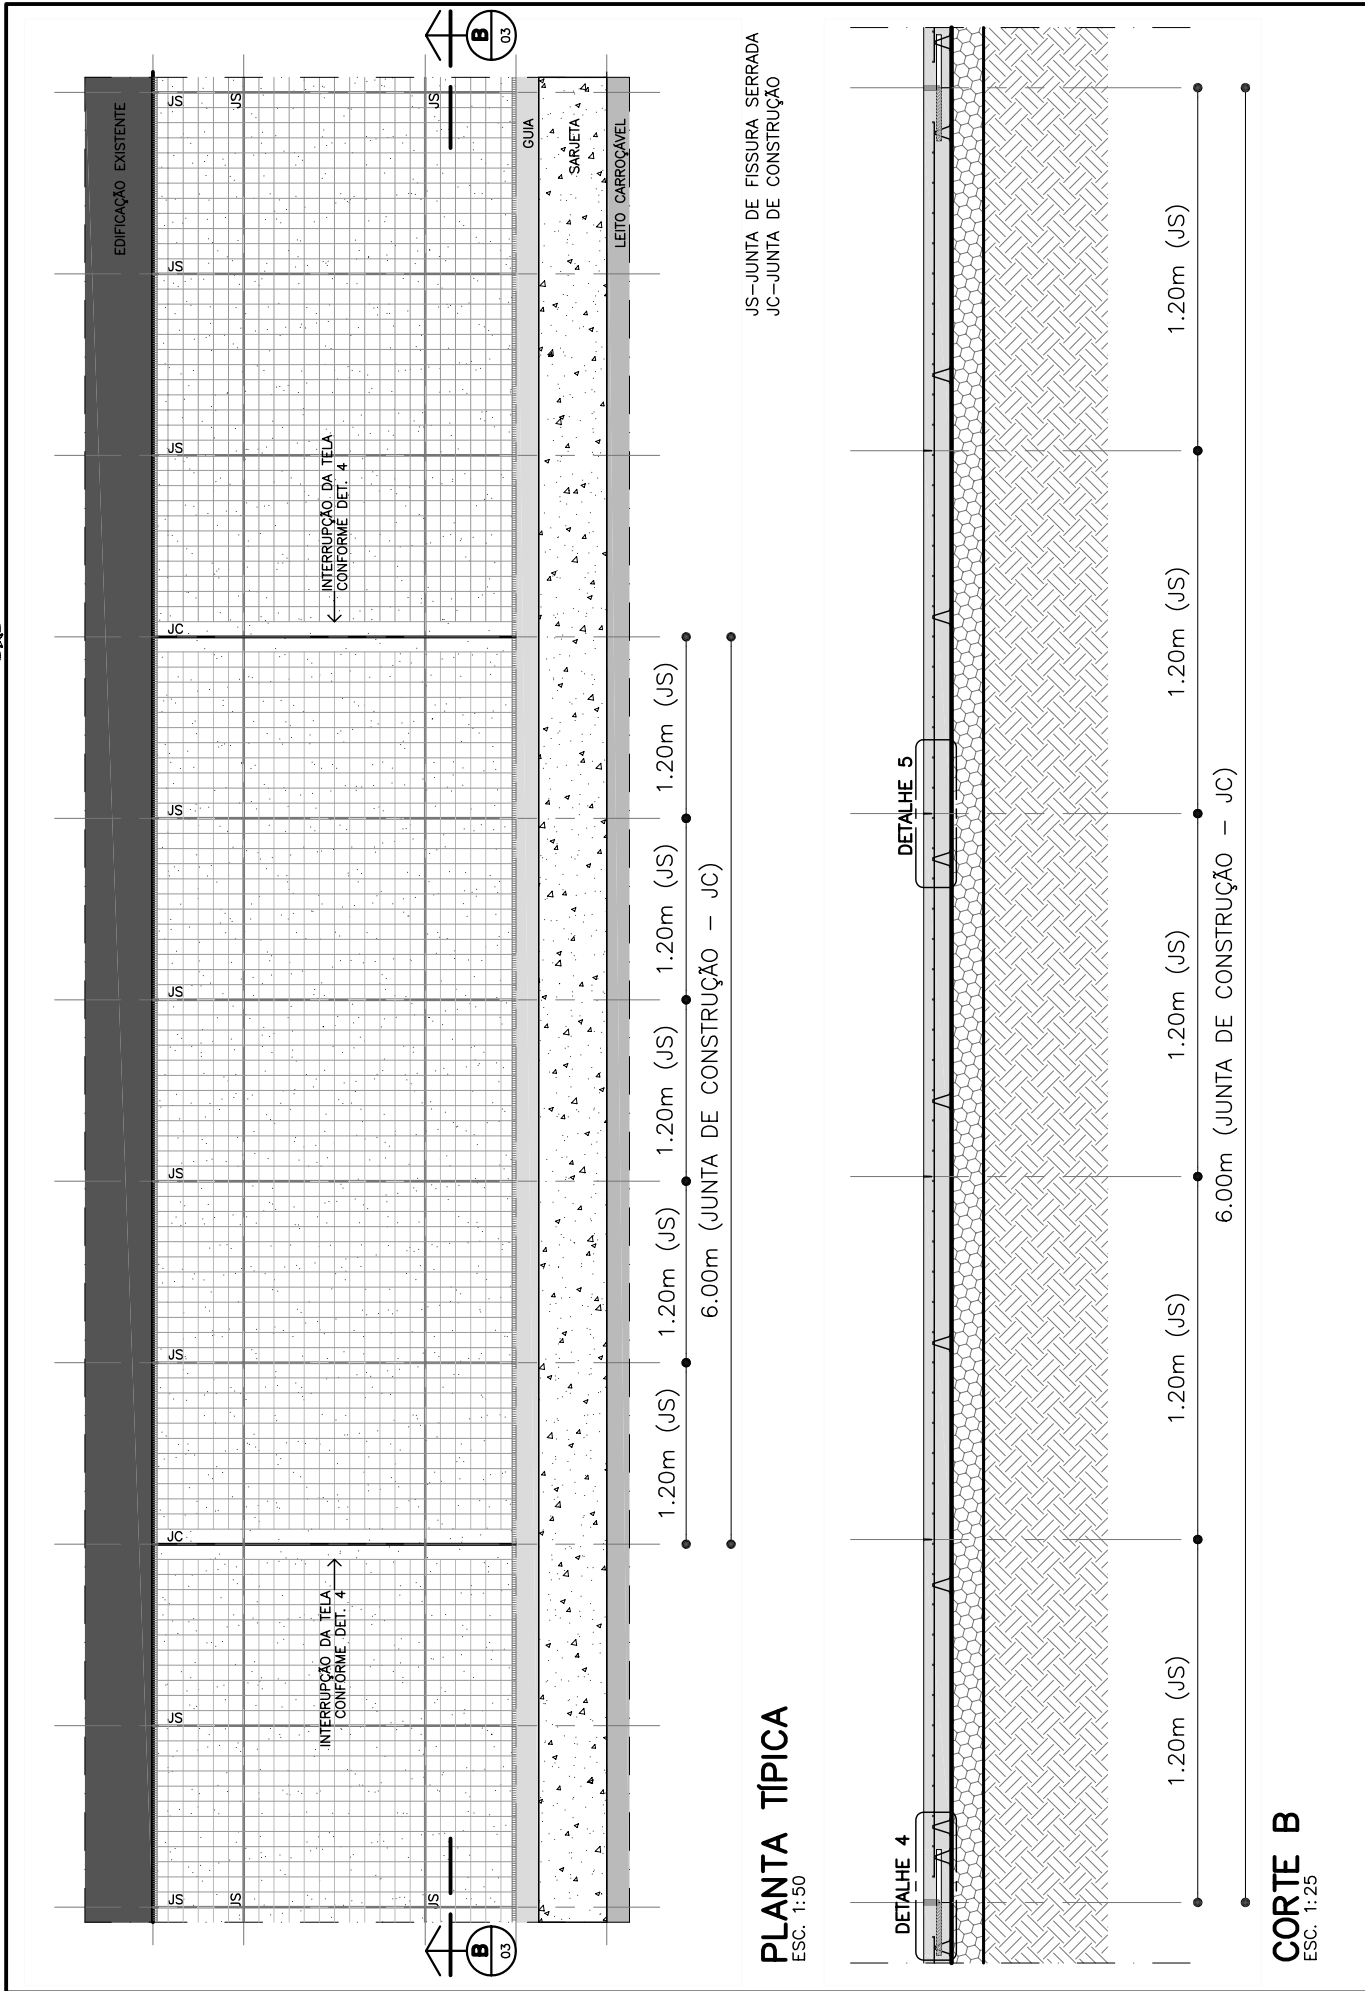 EDIFICAÇÃO EXISTENTE
JS
JS
JS
JS
JS
JC
JS
JS
JS
JS
JC
JS
JS
JS
JS
INTERRUPÇÃO DA TELA
CONFORME DET. 4
INTERRUPÇÃO DA TELA
CONFORME DET. 4
GUIA
SARJETA
LEITO CARROÇÁVEL
B
03
B
03
1.20m (JS)
1.20m (JS)
1.20m (JS)
1.20m (JS)
1.20m (JS)
6.00m (JUNTA DE CONSTRUÇÃO - JC)
JS-JUNTA DE FISSURA SERRADA
JC-JUNTA DE CONSTRUÇÃO
PLANTA TÍPICA
ESC. 1:50
DETALHE 4
DETALHE 5
1.20m (JS)
1.20m (JS)
1.20m (JS)
1.20m (JS)
1.20m (JS)
6.00m (JUNTA DE CONSTRUÇÃO - JC)
CORTE B
ESC. 1:25